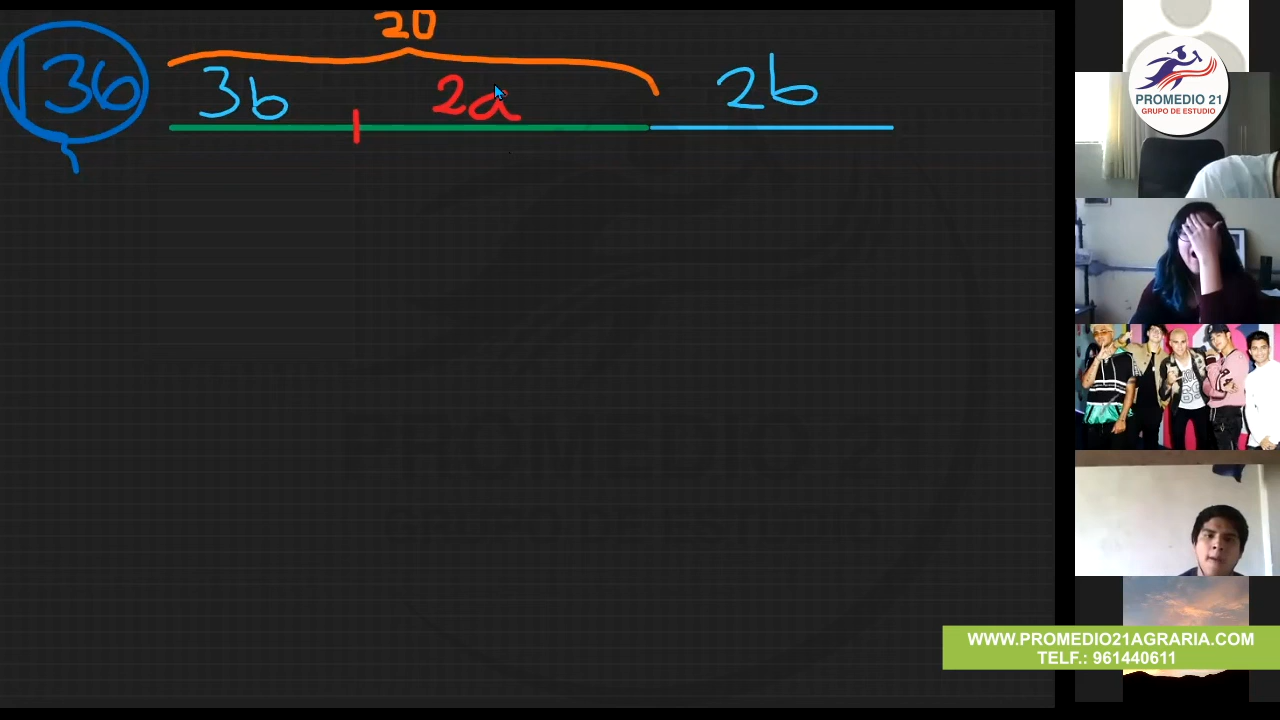 136
20
3b 2a 2b
PROMEDIO 21
GRUPO DE ESTUDIO
WWW.PROMEDIO21AGRARIA.COM
TELF.: 961440611